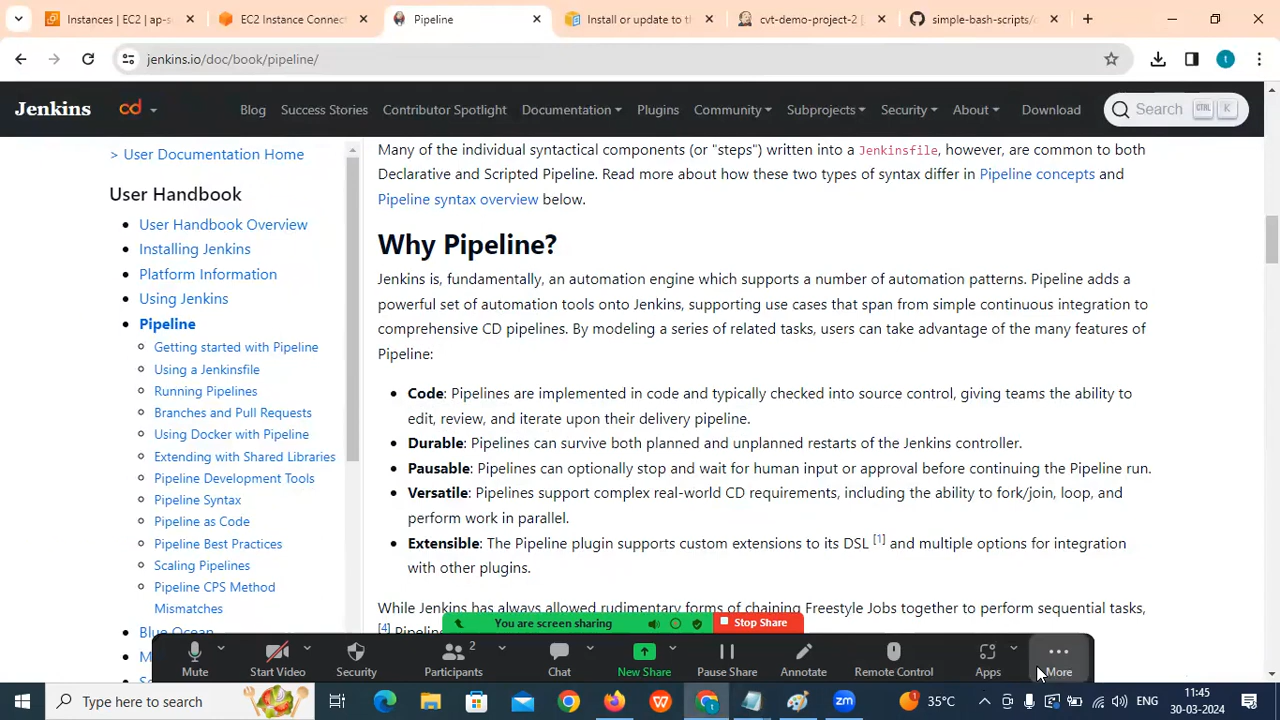 Instances | EC2 | ap-s
EC2 Instance Connect
Pipeline
Install or update to th
cvt-demo-project-2 [
simple-bash-scripts/
jenkins.io/doc/book/pipeline/
t
Jenkins
cd
Blog
Success Stories
Contributor Spotlight
Documentation
Plugins
Community
Subprojects
Security
About
Download
Search CTRL K
> User Documentation Home
User Handbook
User Handbook Overview
Installing Jenkins
Platform Information
Using Jenkins
Pipeline
Getting started with Pipeline
Using a Jenkinsfile
Running Pipelines
Branches and Pull Requests
Using Docker with Pipeline
Extending with Shared Libraries
Pipeline Development Tools
Pipeline Syntax
Pipeline as Code
Pipeline Best Practices
Scaling Pipelines
Pipeline CPS Method
Mismatches
Blue Ocean
Many of the individual syntactical components (or "steps") written into a Jenkinsfile, however, are common to both
Declarative and Scripted Pipeline. Read more about how these two types of syntax differ in Pipeline concepts and
Pipeline syntax overview below.
Why Pipeline?
Jenkins is, fundamentally, an automation engine which supports a number of automation patterns. Pipeline adds a
powerful set of automation tools onto Jenkins, supporting use cases that span from simple continuous integration to
comprehensive CD pipelines. By modeling a series of related tasks, users can take advantage of the many features of
Pipeline:
Code: Pipelines are implemented in code and typically checked into source control, giving teams the ability to
edit, review, and iterate upon their delivery pipeline.
Durable: Pipelines can survive both planned and unplanned restarts of the Jenkins controller.
Pausable: Pipelines can optionally stop and wait for human input or approval before continuing the Pipeline run.
Versatile: Pipelines support complex real-world CD requirements, including the ability to fork/join, loop, and
perform work in parallel.
Extensible: The Pipeline plugin supports custom extensions to its DSL [1] and multiple options for integration
with other plugins.
While Jenkins has always allowed rudimentary forms of chaining Freestyle Jobs together to perform sequential tasks,
[4] Pipeline
You are screen sharing
Stop Share
Mute
Start Video
Security
Participants 2
Chat
New Share
Pause Share
Annotate
Remote Control
Apps
More
Type here to search
W
zm
35°C
ENG
11:45
30-03-2024